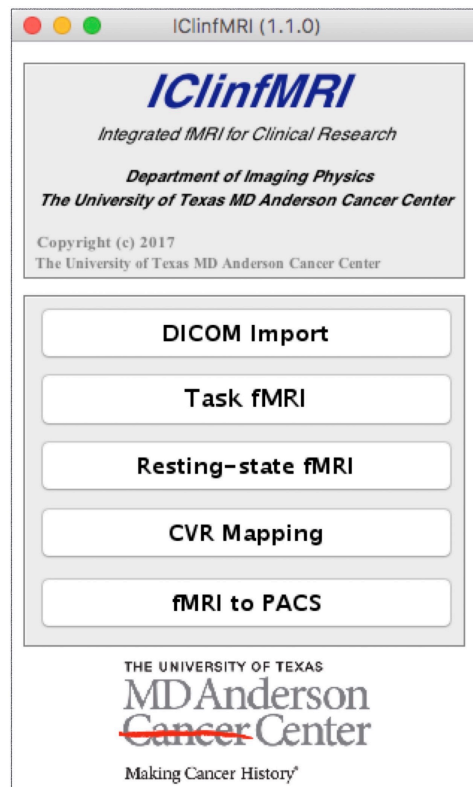 IClinfMRI (1.1.0)
IClinfMRI
Integrated fMRI for Clinical Research
Department of Imaging Physics
The University of Texas MD Anderson Cancer Center
Copyright (c) 2017
The University of Texas MD Anderson Cancer Center
DICOM Import
Task fMRI
Resting-state fMRI
CVR Mapping
fMRI to PACS
THE UNIVERSITY OF TEXAS
MD Anderson
Cancer Center
Making Cancer History®